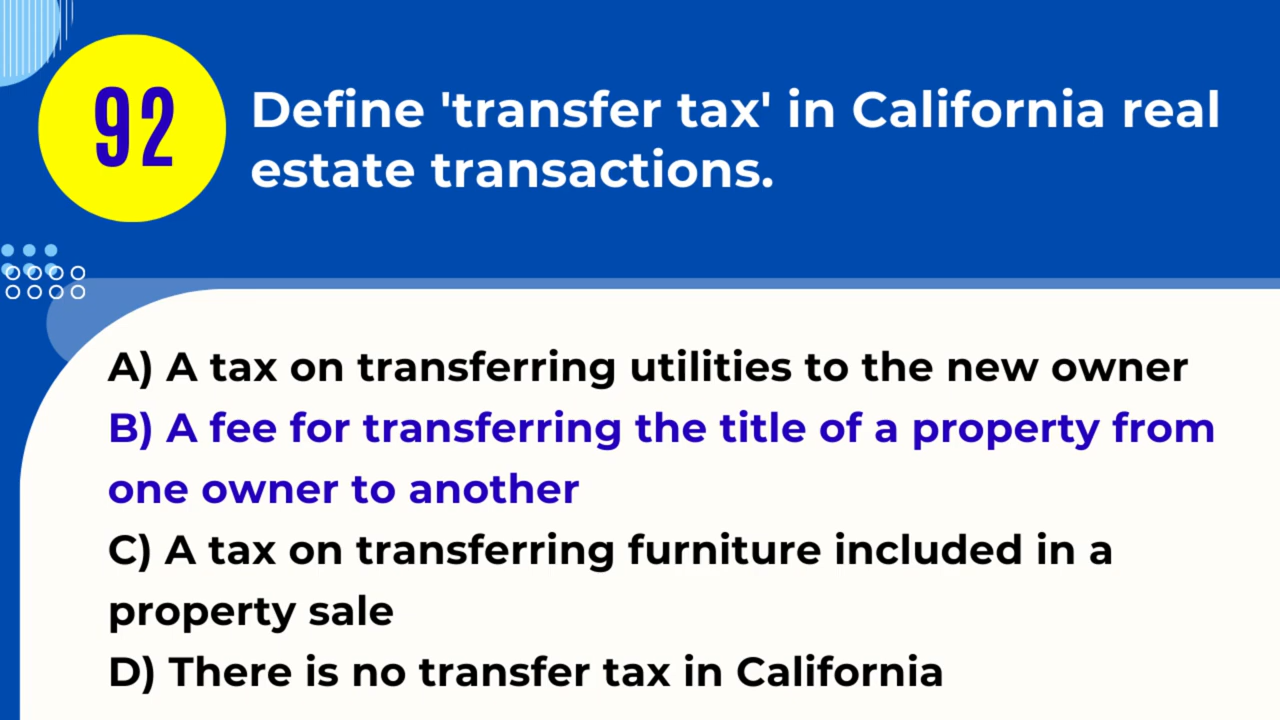 92
Define 'transfer tax' in California real
estate transactions.
A) A tax on transferring utilities to the new owner
B) A fee for transferring the title of a property from
one owner to another
C) A tax on transferring furniture included in a
property sale
D) There is no transfer tax in California